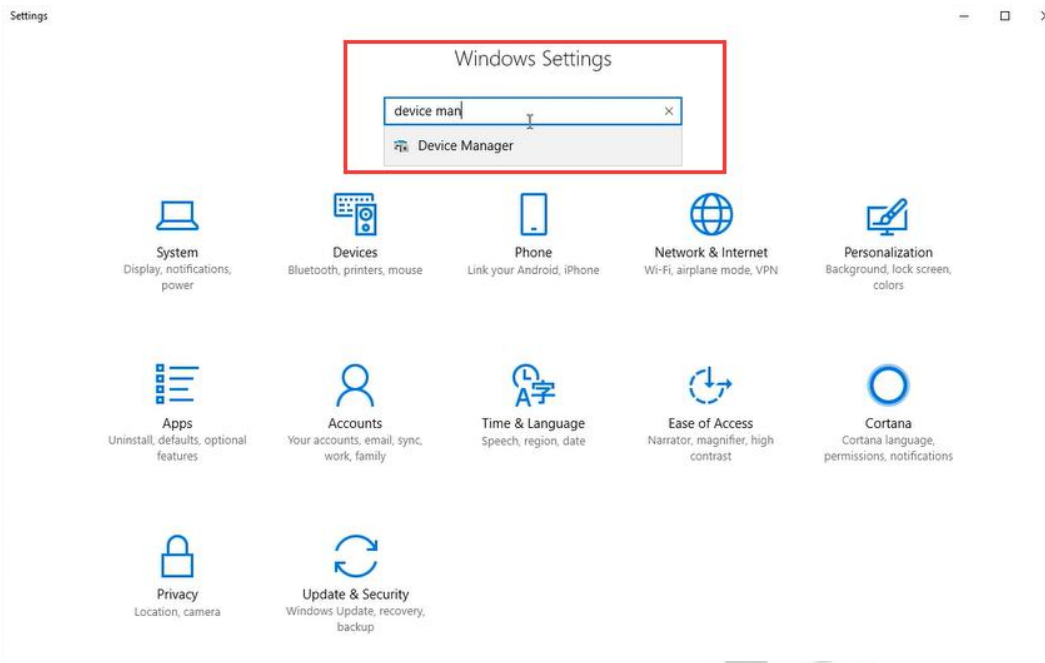 Settings
Windows Settings
device man
Device Manager
System
Display, notifications,
power
Devices
Bluetooth, printers, mouse
Phone
Link your Android, iPhone
Network & Internet
Wi-Fi, airplane mode, VPN
Personalization
Background, lock screen,
colors
Apps
Uninstall, defaults, optional
features
Accounts
Your accounts, email, sync,
work, family
A字
Time & Language
Speech, region, date
Ease of Access
Narrator, magnifier, high
contrast
Cortana
Cortana language,
permissions, notifications
Privacy
Location, camera
Update & Security
Windows Update, recovery,
backup